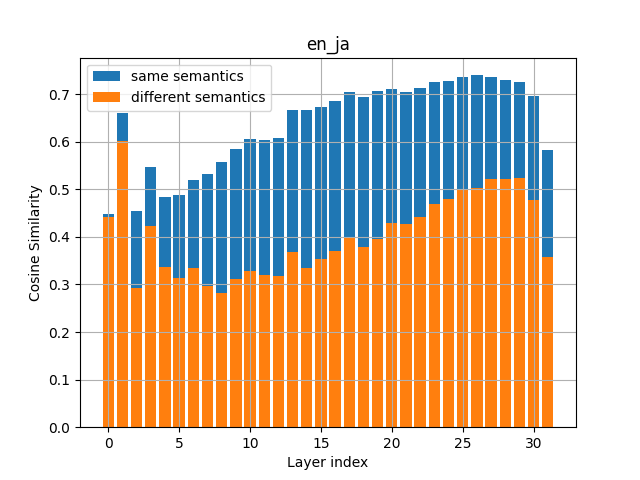 en_ja
same semantics
different semantics
Cosine Similarity
0.7
0.6
0.5
0.4
0.3
0.2
0.1
0.0
0 5 10 15 20 25 30
Layer index